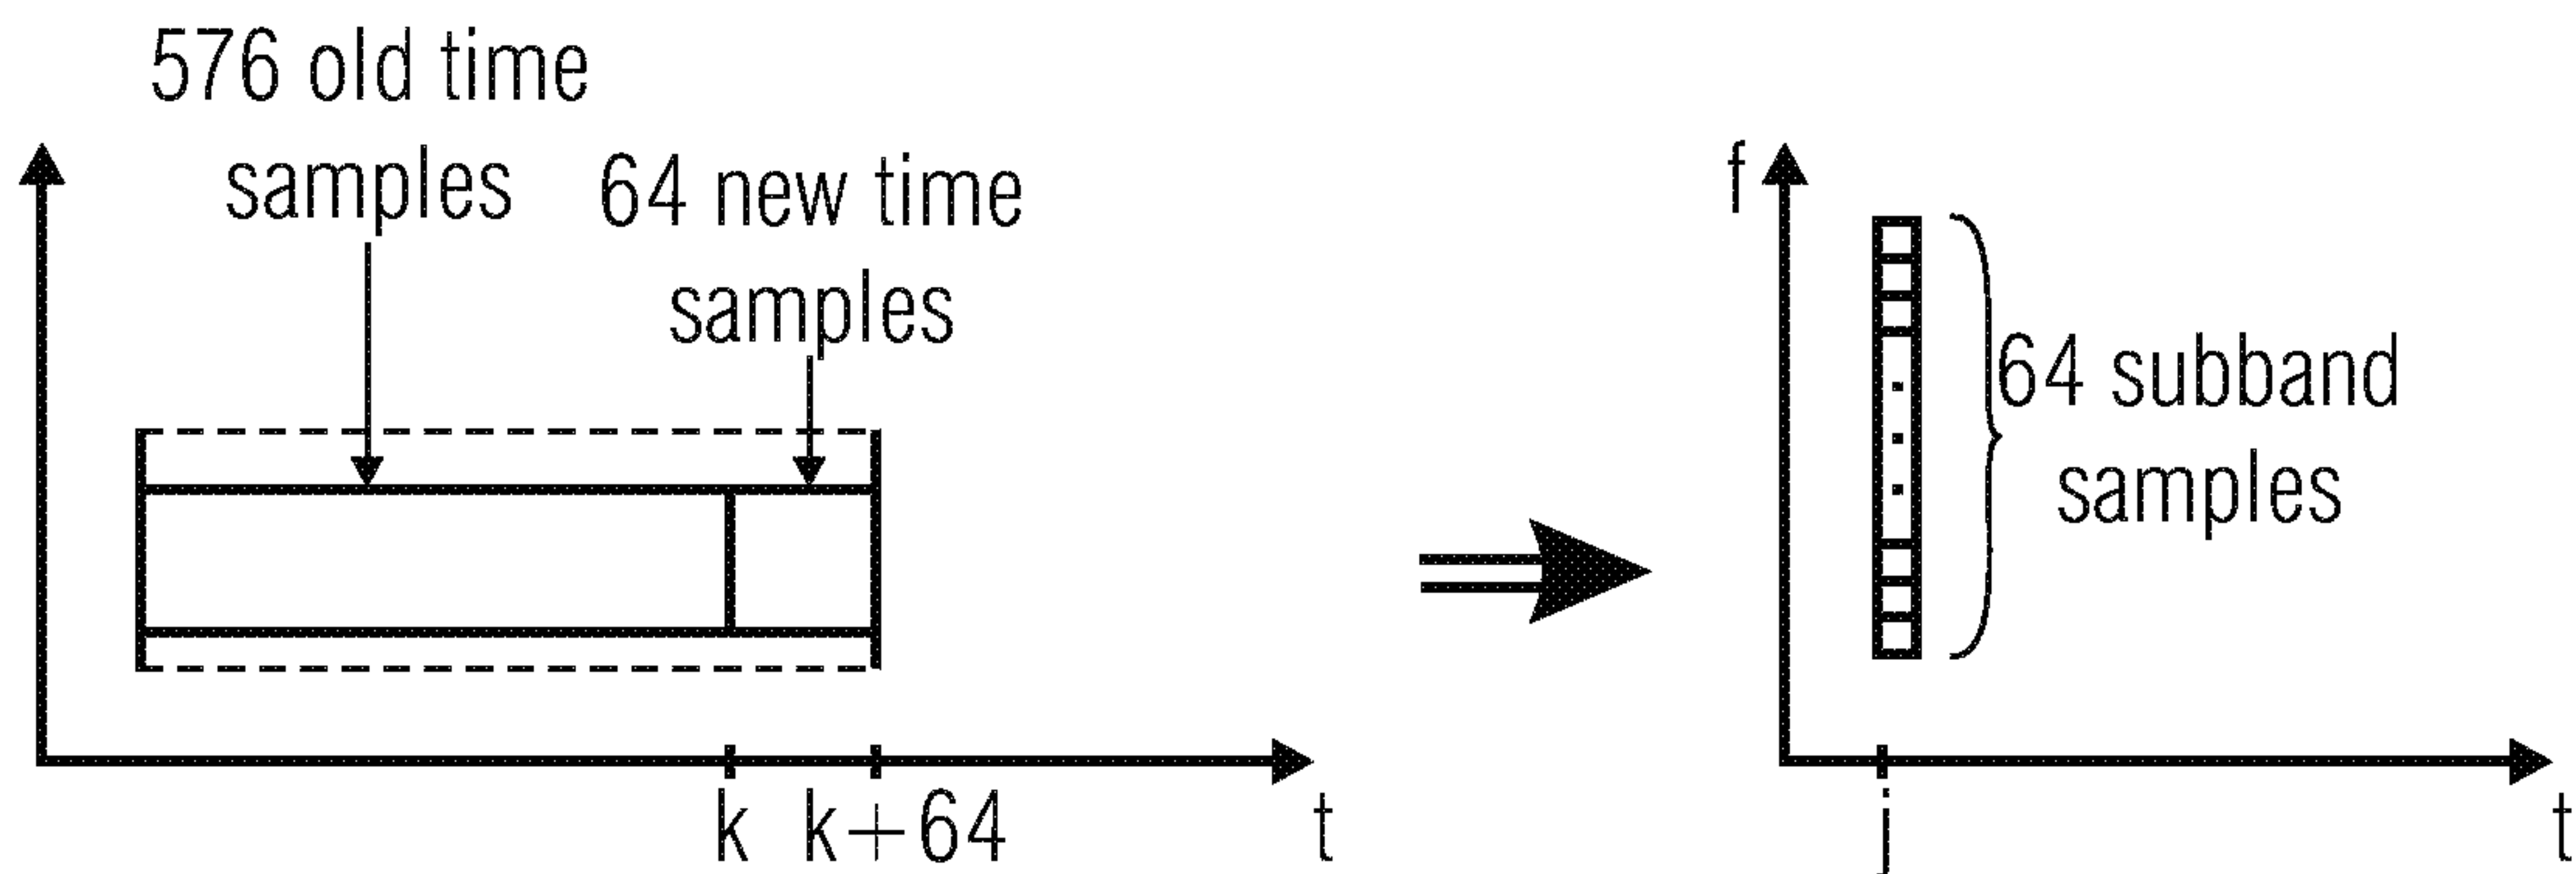 576 old time
samples
64 new time
samples
k
k+64
t
f
64 subband
samples
j
t